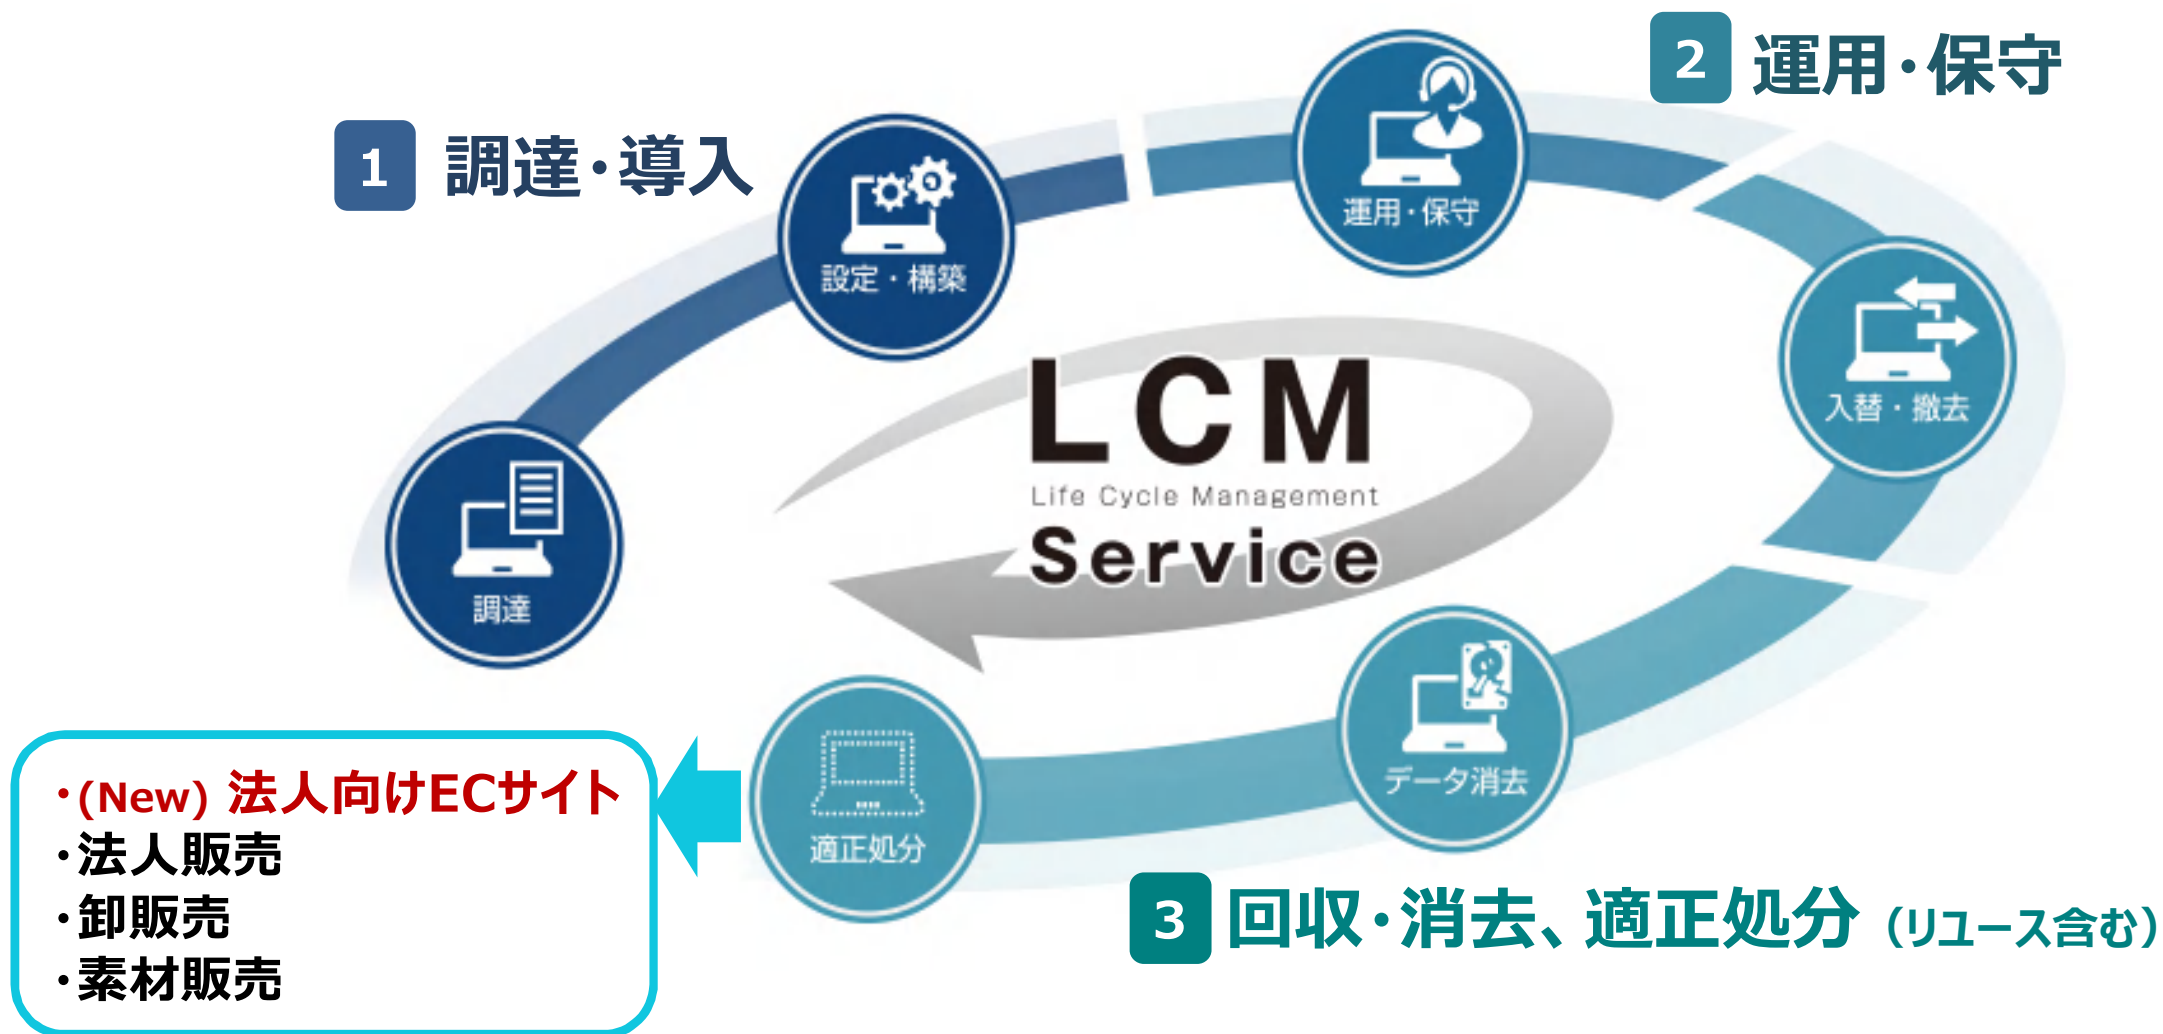 1 調達・導入
2 運用・保守
設定・構築
運用・保守
入替・撤去
調達
LCM
Life Cycle Management
Service
データ消去
適正処分
・(New) 法人向けECサイト
・法人販売
・卸販売
・素材販売
3 回収・消去、適正処分（リユース含む）